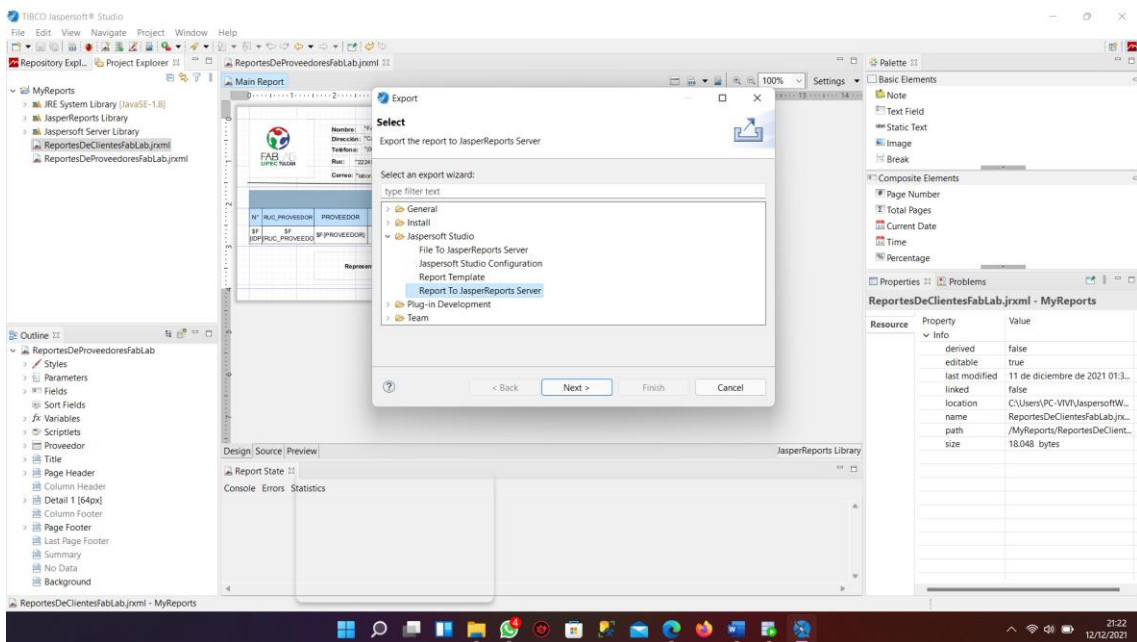 TIBCO Jaspersoft® Studio
File Edit View Navigate Project Window Help
Repository Expl... Project Explorer
MyReports
JRE System Library [JavaSE-1.8]
JasperReports Library
Jaspersoft Server Library
ReportesDeClientesFabLab.jrxml
ReportesDeProveedoresFabLab.jrxml
Outline
ReportesDeProveedoresFabLab
Styles
Parameters
Fields
Sort Fields
Variables
Scriptlets
Proveedor
Title
Page Header
Column Header
Detail 1 [64px]
Column Footer
Page Footer
Last Page Footer
Summary
No Data
Background
ReportesDeProveedoresFabLab.jrxml
Main Report
100%
Settings
FAB LAB
UPEC TULCÁN
Nombre:
Dirección:
Teléfono:
Ruc:
Correo:
N° RUC_PROVEEDOR PROVEEDOR
$F{PROVEEDOR}
Export
Select
Export the report to JasperReports Server
Select an export wizard:
type filter text
General
Install
Jaspersoft Studio
File To JasperReports Server
Jaspersoft Studio Configuration
Report Template
Report To JasperReports Server
Plug-in Development
Team
< Back Next > Finish Cancel
Design Source Preview
JasperReports Library
Report State
Console Errors Statistics
Palette
Basic Elements
Note
Text Field
Static Text
Image
Break
Composite Elements
Page Number
Total Pages
Current Date
Time
Percentage
Properties Problems
ReportesDeClientesFabLab.jrxml - MyReports
Resource
Property Value
Info
derived false
editable true
last modified 11 de diciembre de 2021 01:3...
linked false
location C:\Users\PC-VIVI\JaspersoftW...
name ReportesDeClientesFabLab.jrx...
path /MyReports/ReportesDeClient...
size 18.048 bytes
ReportesDeClientesFabLab.jrxml - MyReports
21:22
12/12/2021